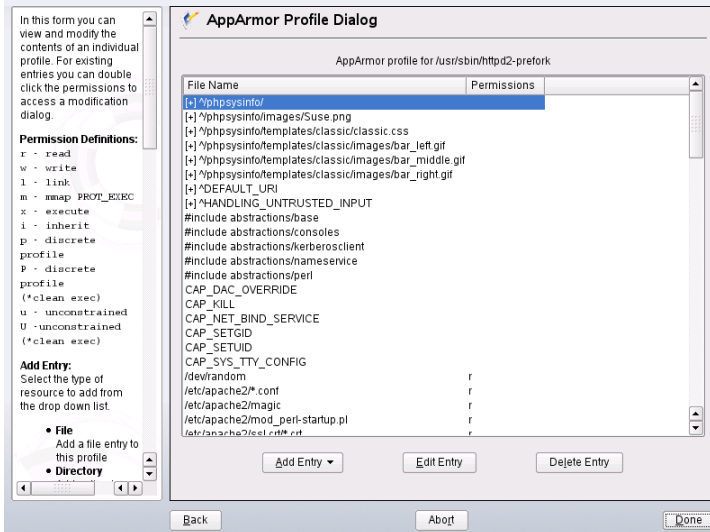 In this form you can
view and modify the
contents of an individual
profile. For existing
entries you can double
click the permissions to
access a modification
dialog.
Permission Definitions:
r - read
w - write
l - link
m - mmap PROT_EXEC
x - execute
i - inherit
p - discrete
profile
P - discrete
profile
(*clean exec)
u - unconstrained
U -unconstrained
(*clean exec)
Add Entry:
Select the type of
resource to add from
the drop down list.
• File
Add a file entry to
this profile
• Directory
AppArmor Profile Dialog
AppArmor profile for /usr/sbin/httpd2-prefork
File Name Permissions
[+] ^/phpsysinfo/
[+] ^/phpsysinfo/images/Suse.png
[+] ^/phpsysinfo/templates/classic/classic.css
[+] ^/phpsysinfo/templates/classic/images/bar_left.gif
[+] ^/phpsysinfo/templates/classic/images/bar_middle.gif
[+] ^/phpsysinfo/templates/classic/images/bar_right.gif
[+] ^DEFAULT_URI
[+] ^HANDLING_UNTRUSTED_INPUT
#include abstractions/base
#include abstractions/consoles
#include abstractions/kerberosclient
#include abstractions/nameservice
#include abstractions/perl
CAP_DAC_OVERRIDE
CAP_KILL
CAP_NET_BIND_SERVICE
CAP_SETGID
CAP_SETUID
CAP_SYS_TTY_CONFIG
/dev/random r
/etc/apache2/*.conf r
/etc/apache2/magic r
/etc/apache2/mod_perl-startup.pl r
/etc/apache2/ssl.crt/*.crt r
Add Entry Edit Entry Delete Entry
Back Abort Done